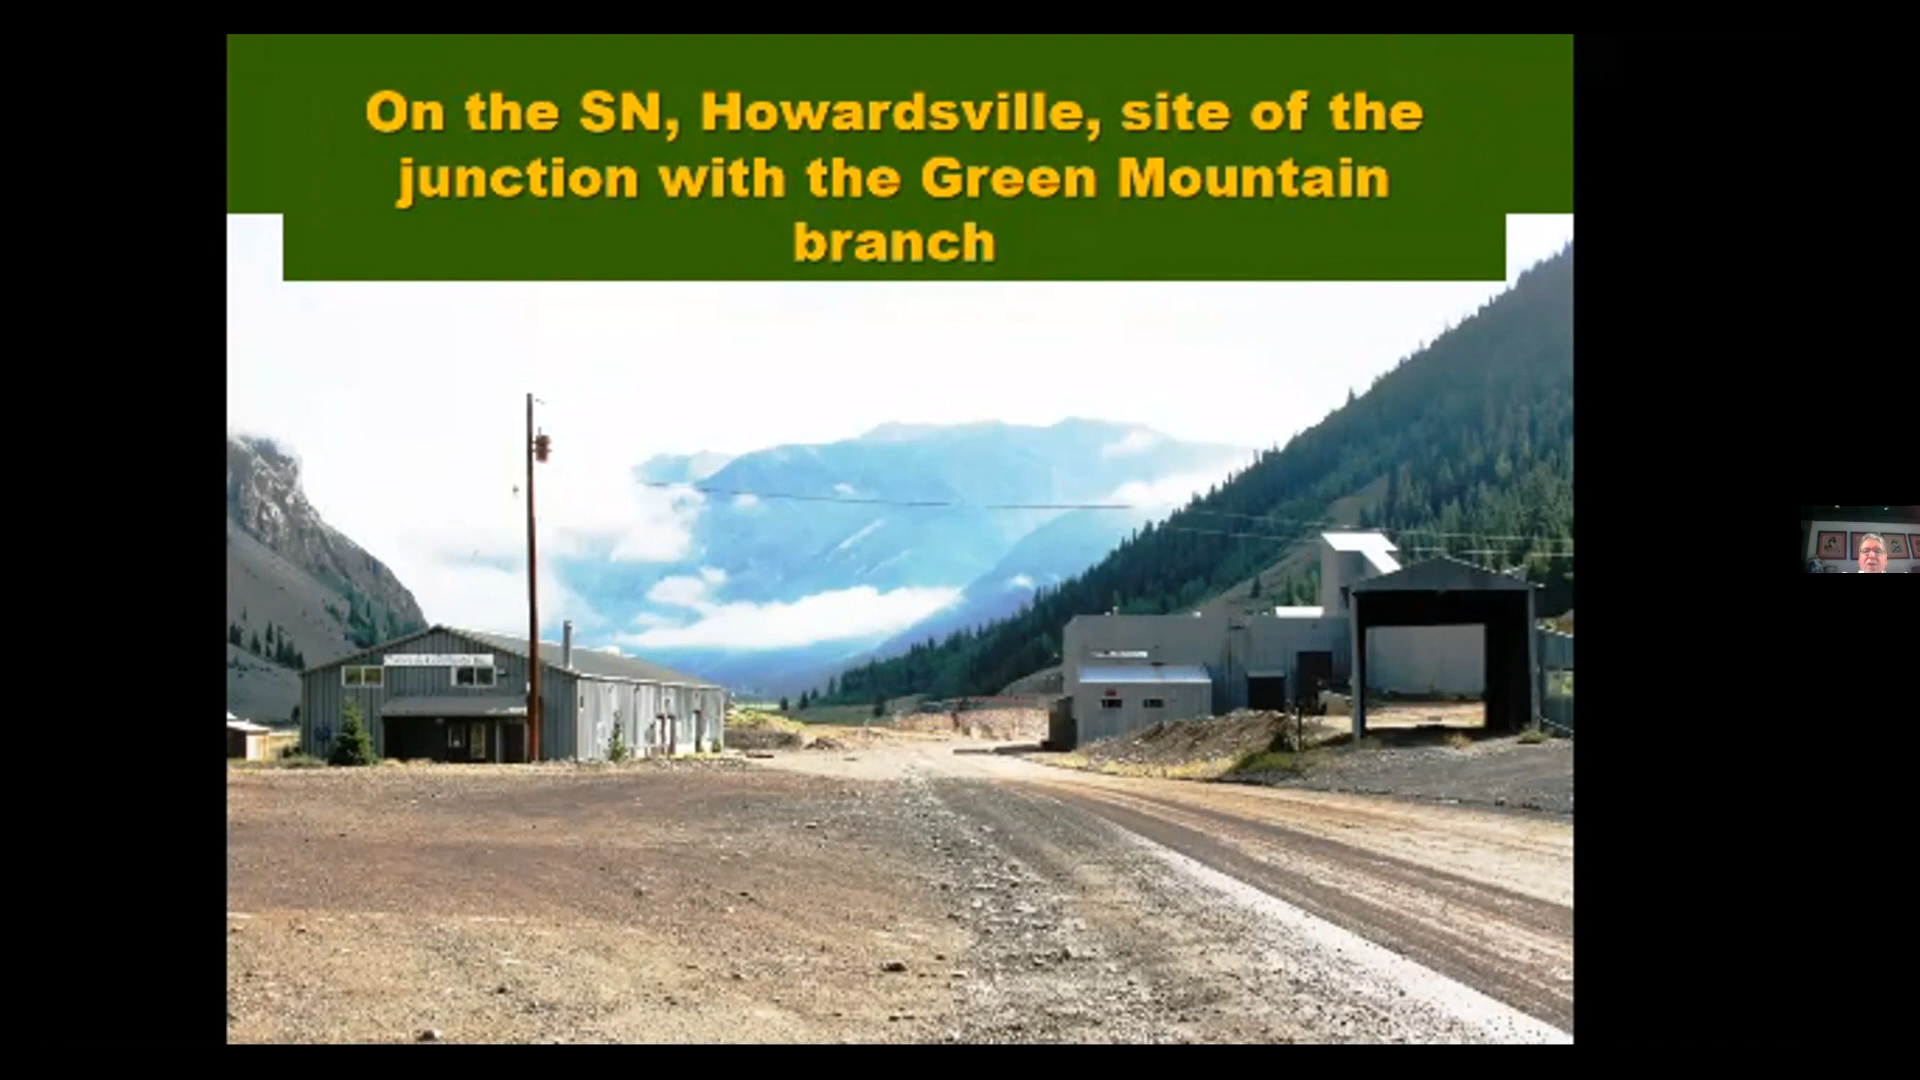 On the SN, Howardsville, site of the
junction with the Green Mountain
branch